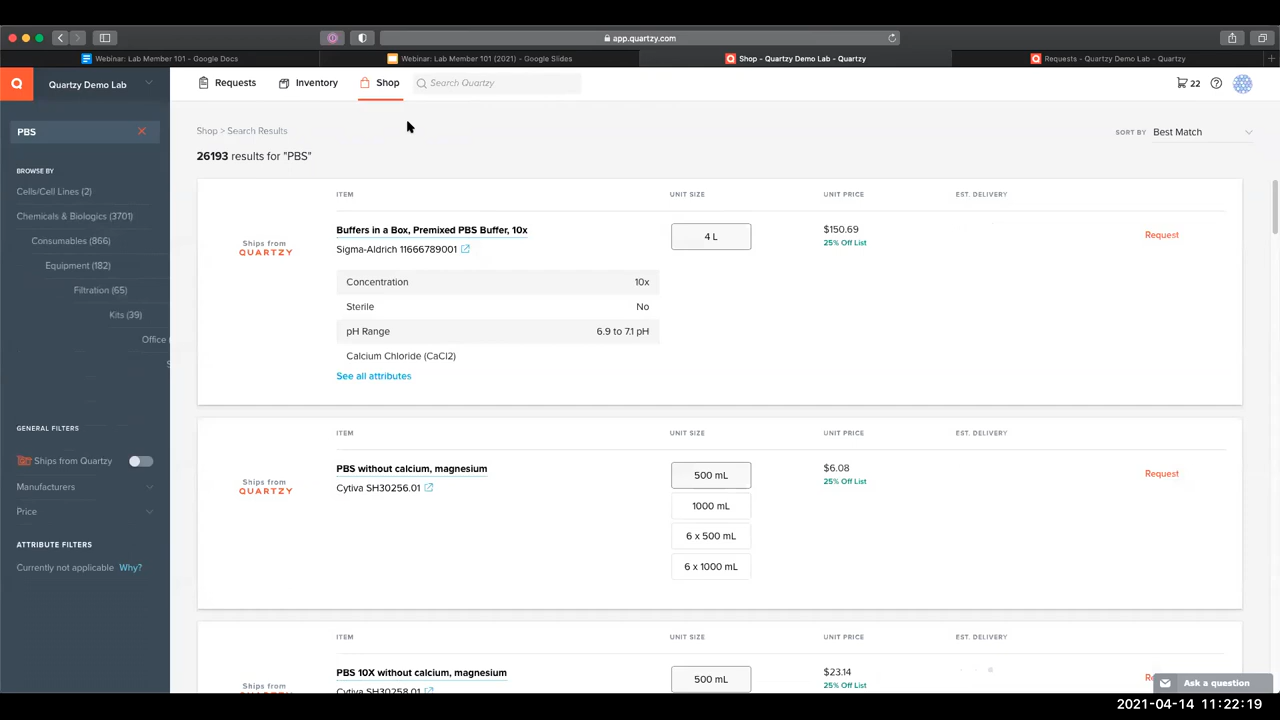 app.quartzy.com
Webinar: Lab Member 101 - Google Docs
Webinar: Lab Member 101 (2021) - Google Slides
Shop - Quartzy Demo Lab - Quartzy
Requests - Quartzy Demo Lab - Quartzy
Q
Quartzy Demo Lab
Requests
Inventory
Shop
Search Quartzy
22
PBS
BROWSE BY
Cells/Cell Lines (2)
Chemicals & Biologics (3701)
Consumables (866)
Equipment (182)
Filtration (65)
Kits (39)
Office (
GENERAL FILTERS
Ships from Quartzy
Manufacturers
Price
ATTRIBUTE FILTERS
Currently not applicable Why?
Shop > Search Results
SORT BY Best Match
26193 results for "PBS"
ITEM UNIT SIZE UNIT PRICE EST. DELIVERY
Ships from
QUARTZY
Buffers in a Box, Premixed PBS Buffer, 10x
Sigma-Aldrich 11666789001
4 L
$150.69
25% Off List
Request
Concentration 10x
Sterile No
pH Range 6.9 to 7.1 pH
Calcium Chloride (CaCl2)
See all attributes
ITEM UNIT SIZE UNIT PRICE EST. DELIVERY
Ships from
QUARTZY
PBS without calcium, magnesium
Cytiva SH30256.01
500 mL
1000 mL
6 x 500 mL
6 x 1000 mL
$6.08
25% Off List
Request
ITEM UNIT SIZE UNIT PRICE EST. DELIVERY
Ships from
QUARTZY
PBS 10X without calcium, magnesium
Cytiva SH30258.01
500 mL
$23.14
25% Off List
Ask a question
2021-04-14 11:22:19